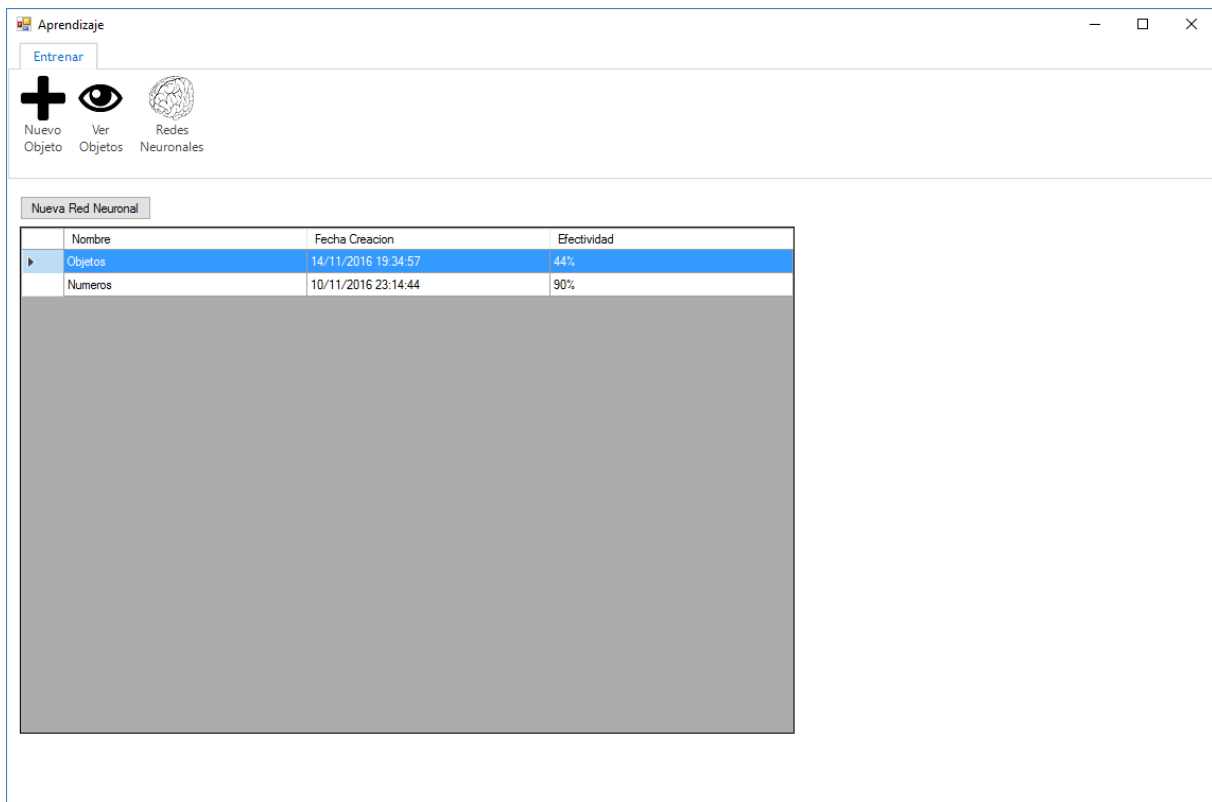 Aprendizaje
Entrenar
Nuevo Objeto
Ver Objetos
Redes Neuronales
Nueva Red Neuronal
Nombre Fecha Creacion Efectividad
Objetos 14/11/2016 19:34:57 44%
Numeros 10/11/2016 23:14:44 90%